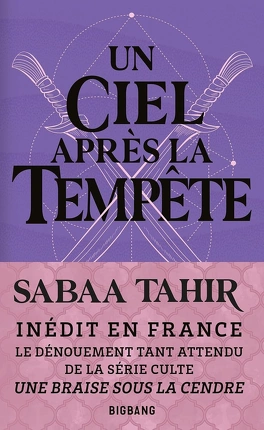 UN
CIEL
APRÈS LA
TEMPÊTE
SABAA TAHIR
INÉDIT EN FRANCE
LE DÉNOUEMENT TANT ATTENDU
DE LA SÉRIE CULTE
UNE BRAISE SOUS LA CENDRE
BIGBANG